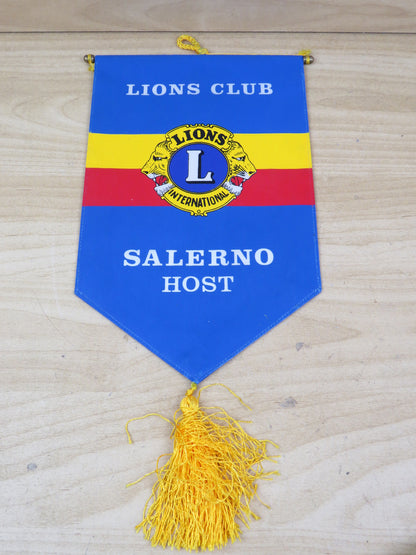 LIONS CLUB
LIONS
L
INTERNATIONAL
SALERNO
HOST